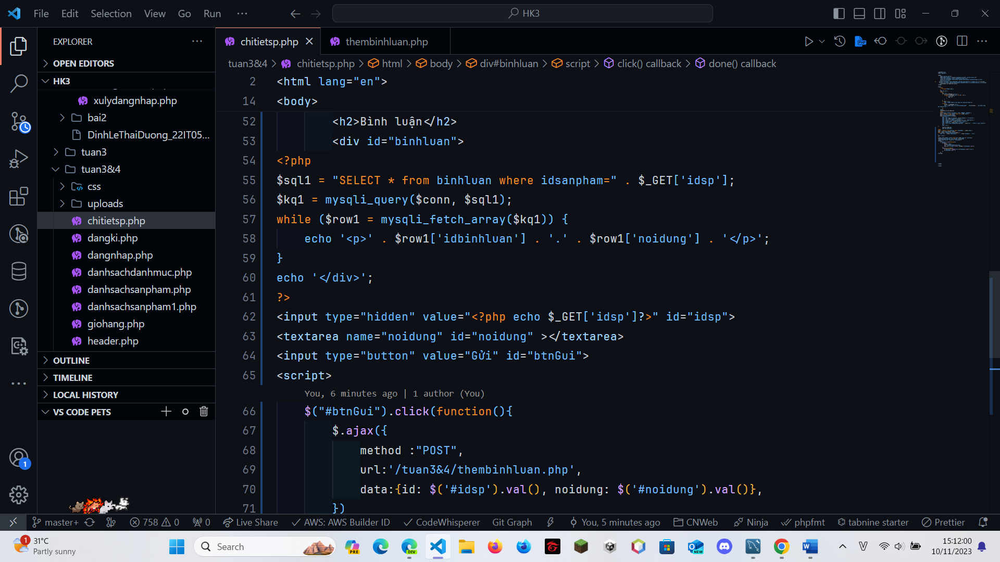 File Edit Selection View Go Run ··· HK3
EXPLORER ···
OPEN EDITORS
HK3
xulydangnhap.php
bai2
DinhLeThaiDuong_22IT05...
tuan3
tuan3&4
css
uploads
chitietsp.php
dangki.php
dangnhap.php
danhsachdanhmuc.php
danhsachsanpham.php
danhsachsanpham1.php
giohang.php
header.php
OUTLINE
TIMELINE
LOCAL HISTORY
VS CODE PETS
1
chitietsp.php thembinhluan.php
tuan3&4 > chitietsp.php > html > body > div#binhluan > script > click() callback > done() callback
2 <html lang="en">
14 <body>
52 <h2>Bình luận</h2>
53 <div id="binhluan">
54 <?php
55 $sql1 = "SELECT * from binhluan where idsanpham=" . $_GET['idsp'];
56 $kq1 = mysqli_query($conn, $sql1);
57 while ($row1 = mysqli_fetch_array($kq1)) {
58 echo '<p>' . $row1['idbinhluan'] . '.' . $row1['noidung'] . '</p>';
59 }
60 echo '</div>';
61 ?>
62 <input type="hidden" value="<?php echo $_GET['idsp']?>" id="idsp">
63 <textarea name="noidung" id="noidung" ></textarea>
64 <input type="button" value="Gửi" id="btnGui">
65 <script>
You, 6 minutes ago | 1 author (You)
66 $("#btnGui").click(function(){
67 $.ajax({
68 method :"POST",
69 url:'/tuan3&4/thembinhluan.php',
70 data:{id: $('#idsp').val(), noidung: $('#noidung').val()},
71 })
master+ 758 0 0 Live Share AWS: AWS Builder ID CodeWhisperer Git Graph You, 5 minutes ago CNWeb Ninja phpfmt tabnine starter Prettier
1 31°C
Partly sunny
Search
PRE
DEV
NEW
15:12:00
10/11/2023